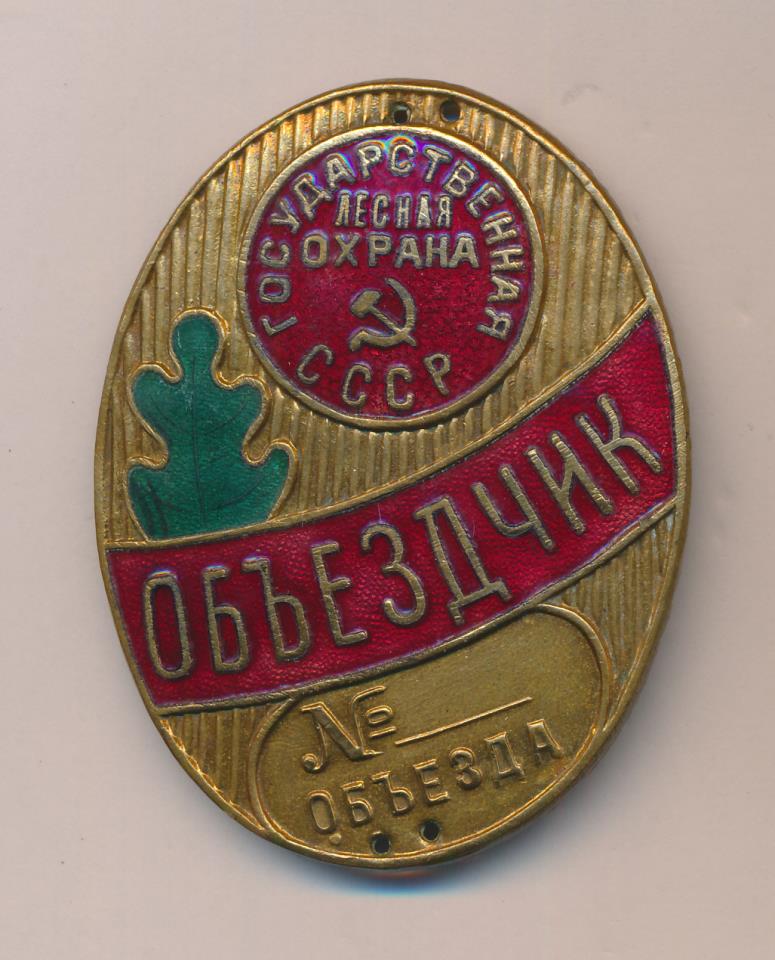 ГОСУДАРСТВЕННАЯ
ЛЕСНАЯ
ОХРАНА
СССР
ОБЪЕЗДЧИК
№
ОБЪЕЗДА